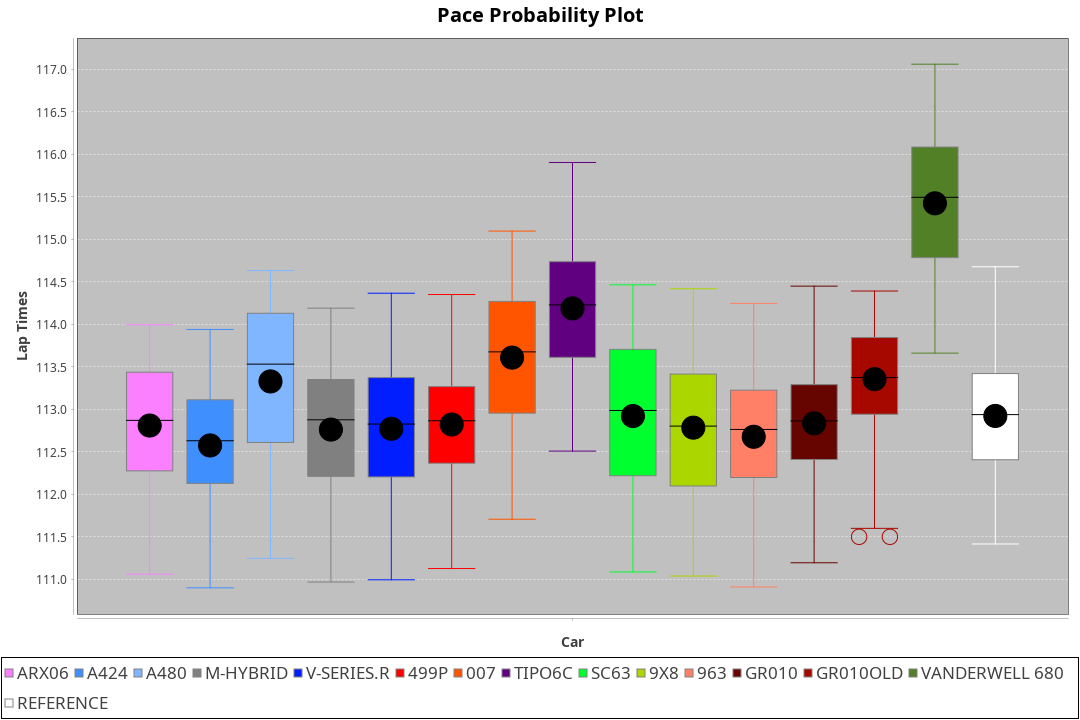 Pace Probability Plot
117.0
116.5
116.0
115.5
115.0
114.5
114.0
113.5
113.0
112.5
112.0
111.5
111.0
Lap Times
Car
ARX06 A424 A480 M-HYBRID V-SERIES.R 499P 007 TIPO6C SC63 9X8 963 GR010 GR010OLD VANDERWELL 680
REFERENCE